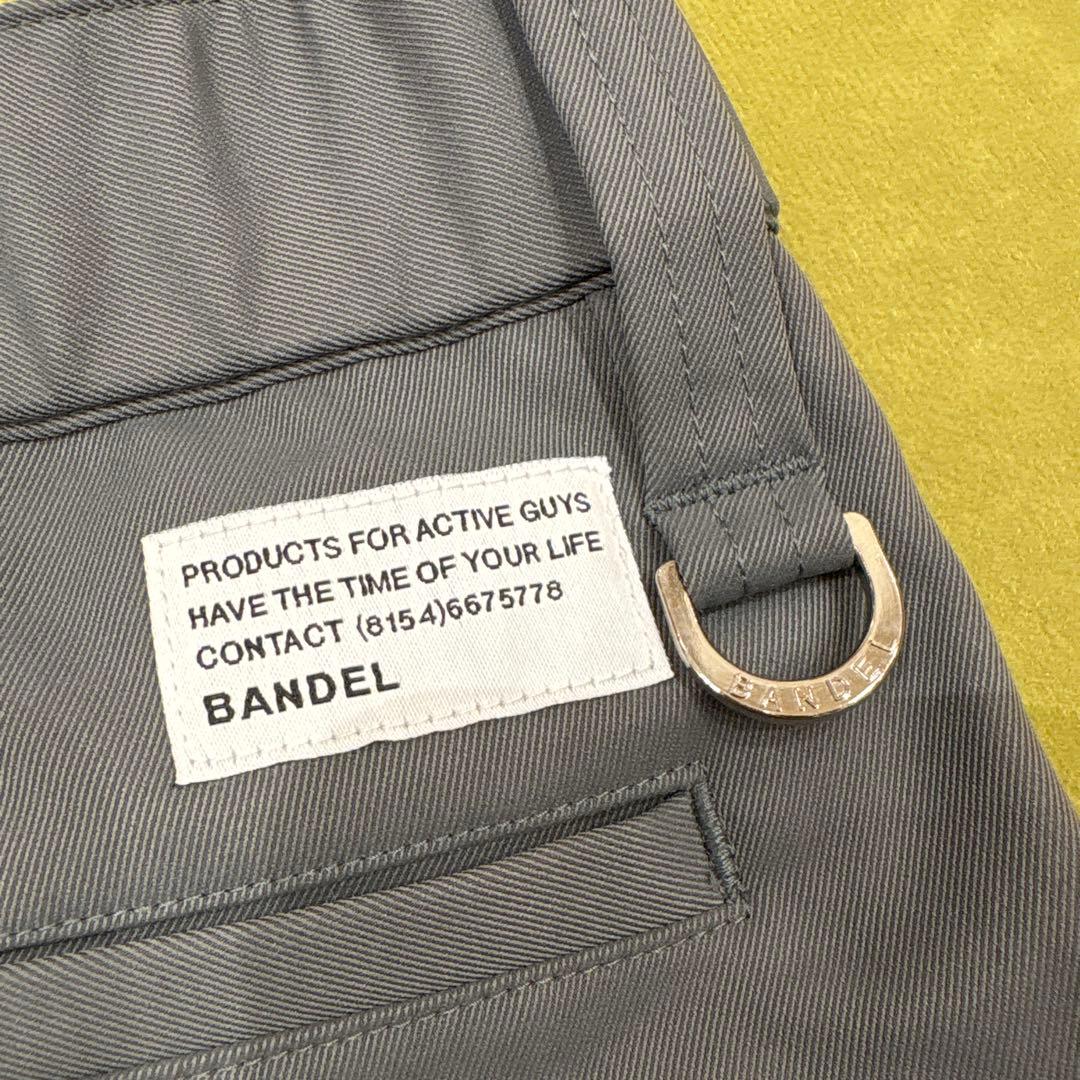 PRODUCTS FOR ACTIVE GUYS
HAVE THE TIME OF YOUR LIFE
CONTACT (8154)6675778
BANDEL
BANDEL